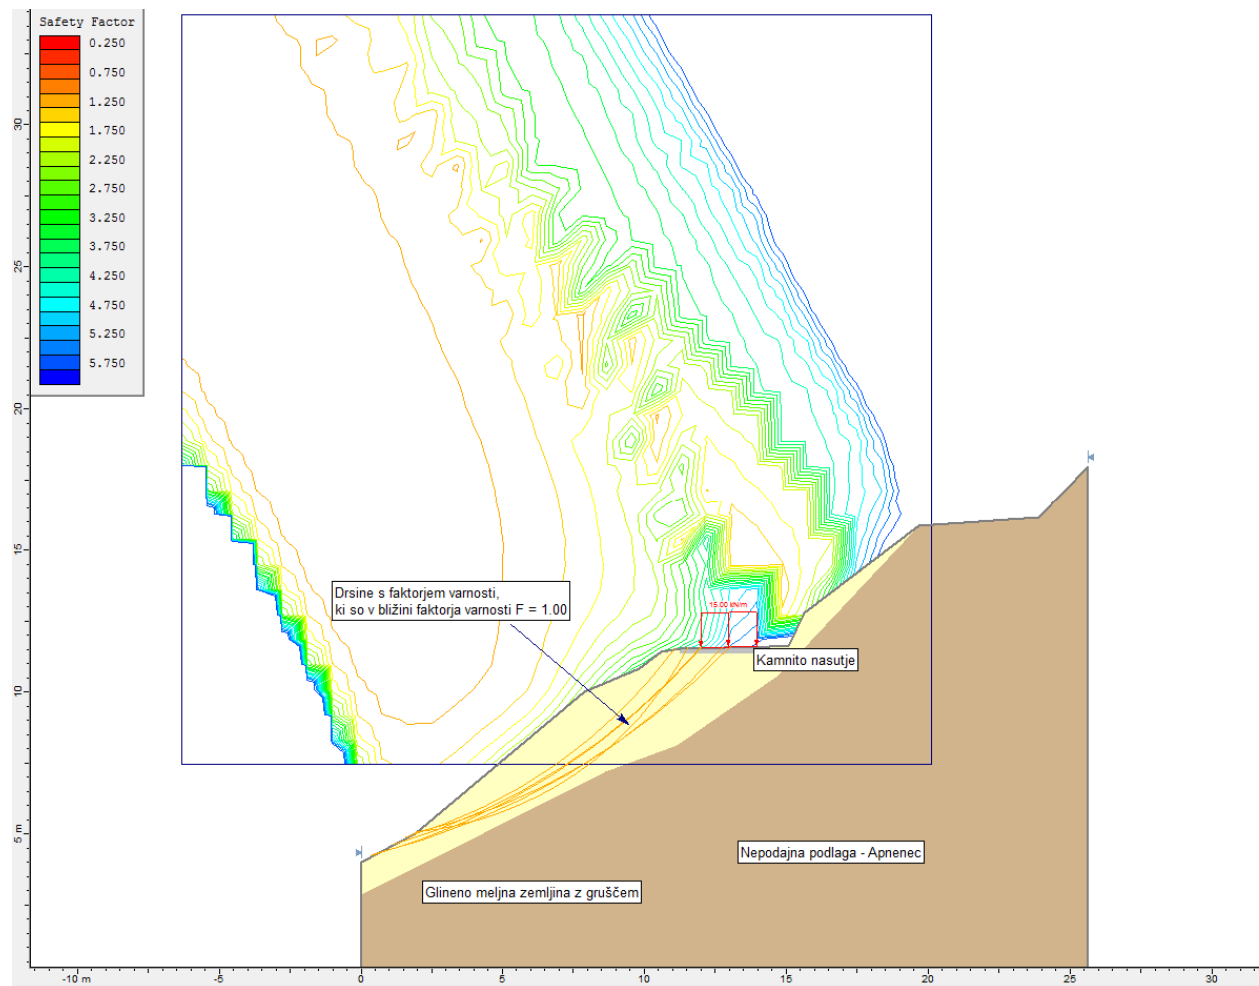 Safety Factor
0.250
0.750
1.250
1.750
2.250
2.750
3.250
3.750
4.250
4.750
5.250
5.750
30
25
20
15
10
5 m
Drsine s faktorjem varnosti,
ki so v bližini faktorja varnosti F = 1.00
15.00 kN/m
Kamnito nasutje
Nepodajna podlaga - Apnenec
Glineno meljna zemljina z gruščem
-10 m
-5
0
5
10
15
20
25
30